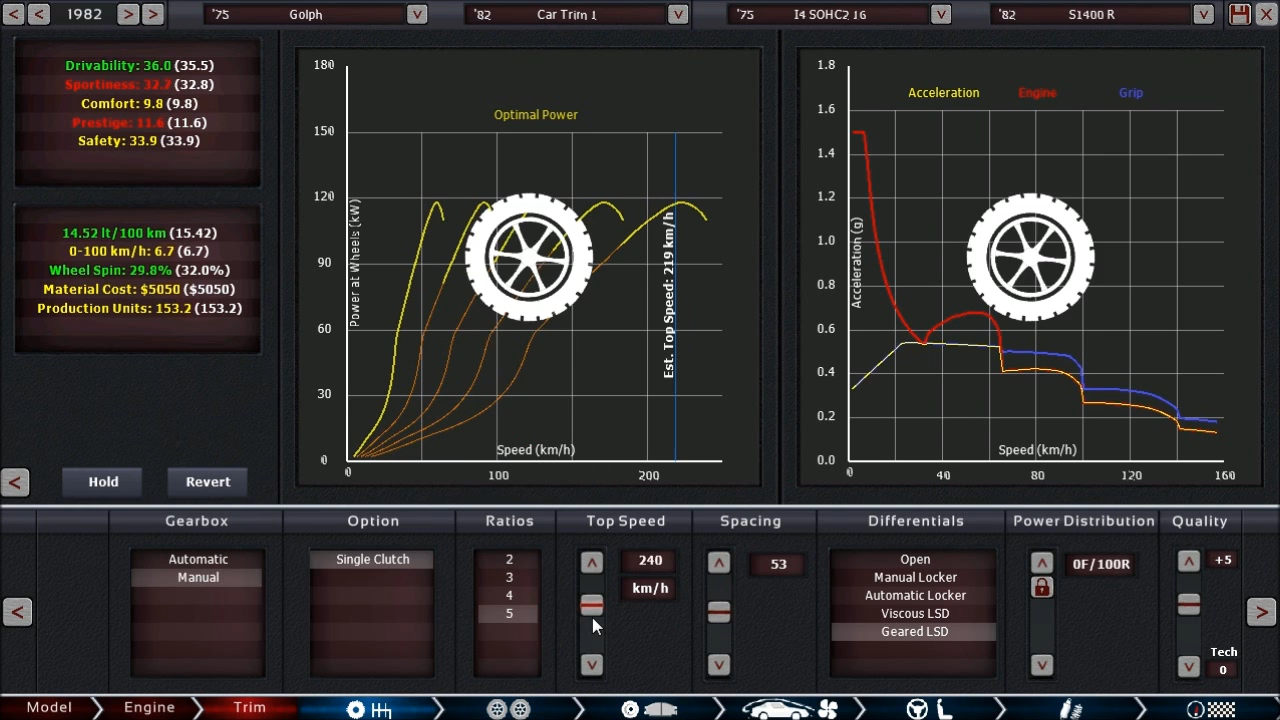 < < 1982 > > '75 Golph v '82 Car Trim 1 v '75 I4 SOHC2 16 v '82 S1400 R v X
Drivability: 36.0 (35.5)
Sportiness: 32.2 (32.8)
Comfort: 9.8 (9.8)
Prestige: 11.6 (11.6)
Safety: 33.9 (33.9)
14.52 lt/100 km (15.42)
0-100 km/h: 6.7 (6.7)
Wheel Spin: 29.8% (32.0%)
Material Cost: $5050 ($5050)
Production Units: 153.2 (153.2)
< Hold Revert
180
150
120
90
60
30
0
Power at Wheels (kW)
Optimal Power
Est. Top Speed: 219 km/h
Speed (km/h)
0 100 200
1.8
1.6
1.4
1.2
1.0
0.8
0.6
0.4
0.2
0.0
Acceleration (g)
Acceleration Engine Grip
Speed (km/h)
0 40 80 120 160
Gearbox
Automatic
Manual
Option
Single Clutch
Ratios
2
3
4
5
Top Speed
240
km/h
Spacing
53
Differentials
Open
Manual Locker
Automatic Locker
Viscous LSD
Geared LSD
Power Distribution
0F/100R
Quality
+5
Tech
0
< >
Model Engine Trim